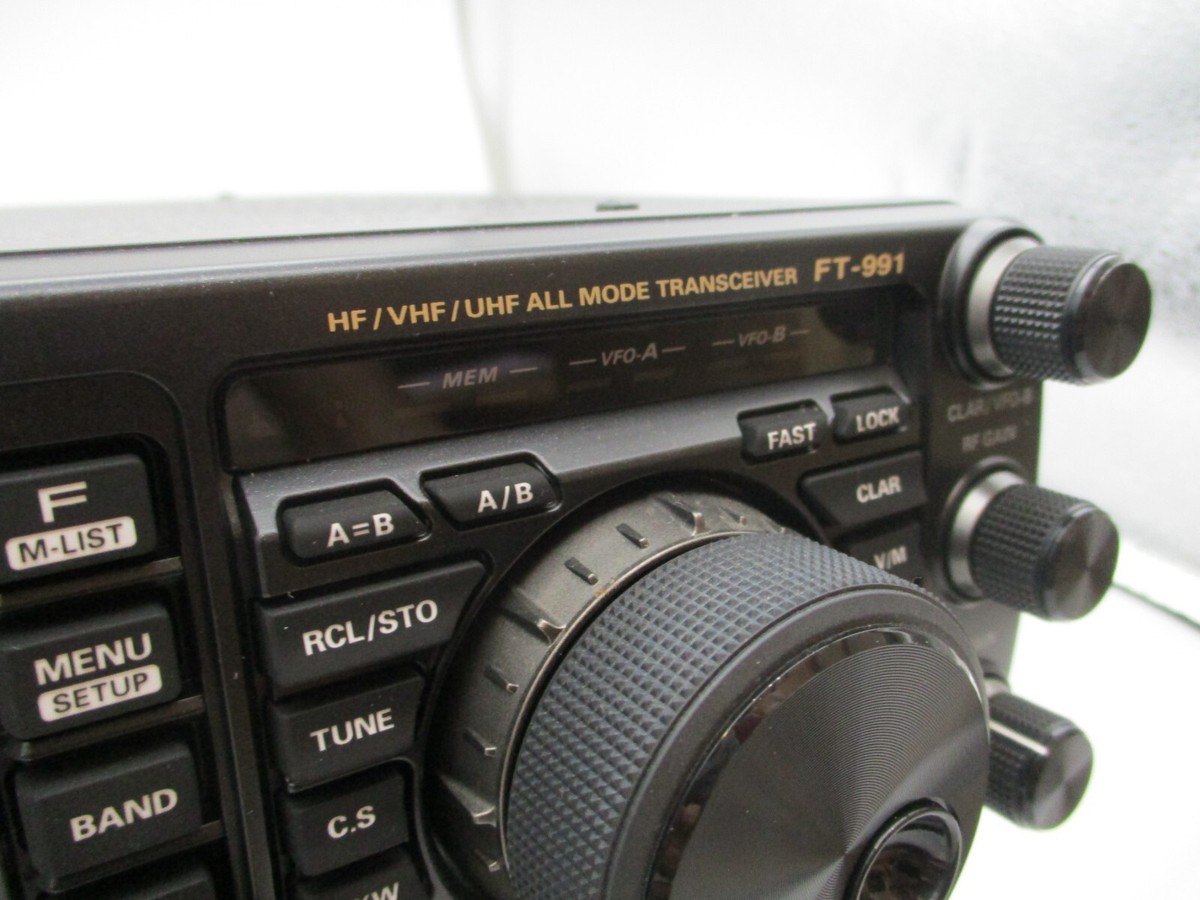 HF / VHF / UHF ALL MODE TRANSCEIVER FT-991
MEM VFO-A VFO-B
FAST LOCK
CLAR/VFO-B
RF GAIN
F
M-LIST
A=B A/B
CLAR
V/M
RCL/STO
MENU
SETUP
TUNE
BAND
C.S